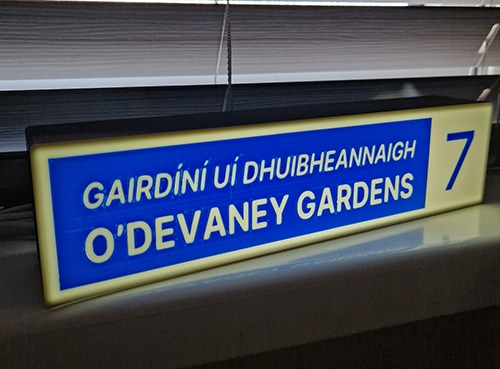 GAIRDÍNÍ UÍ DHUIBHEANNAIGH
O'DEVANEY GARDENS
7